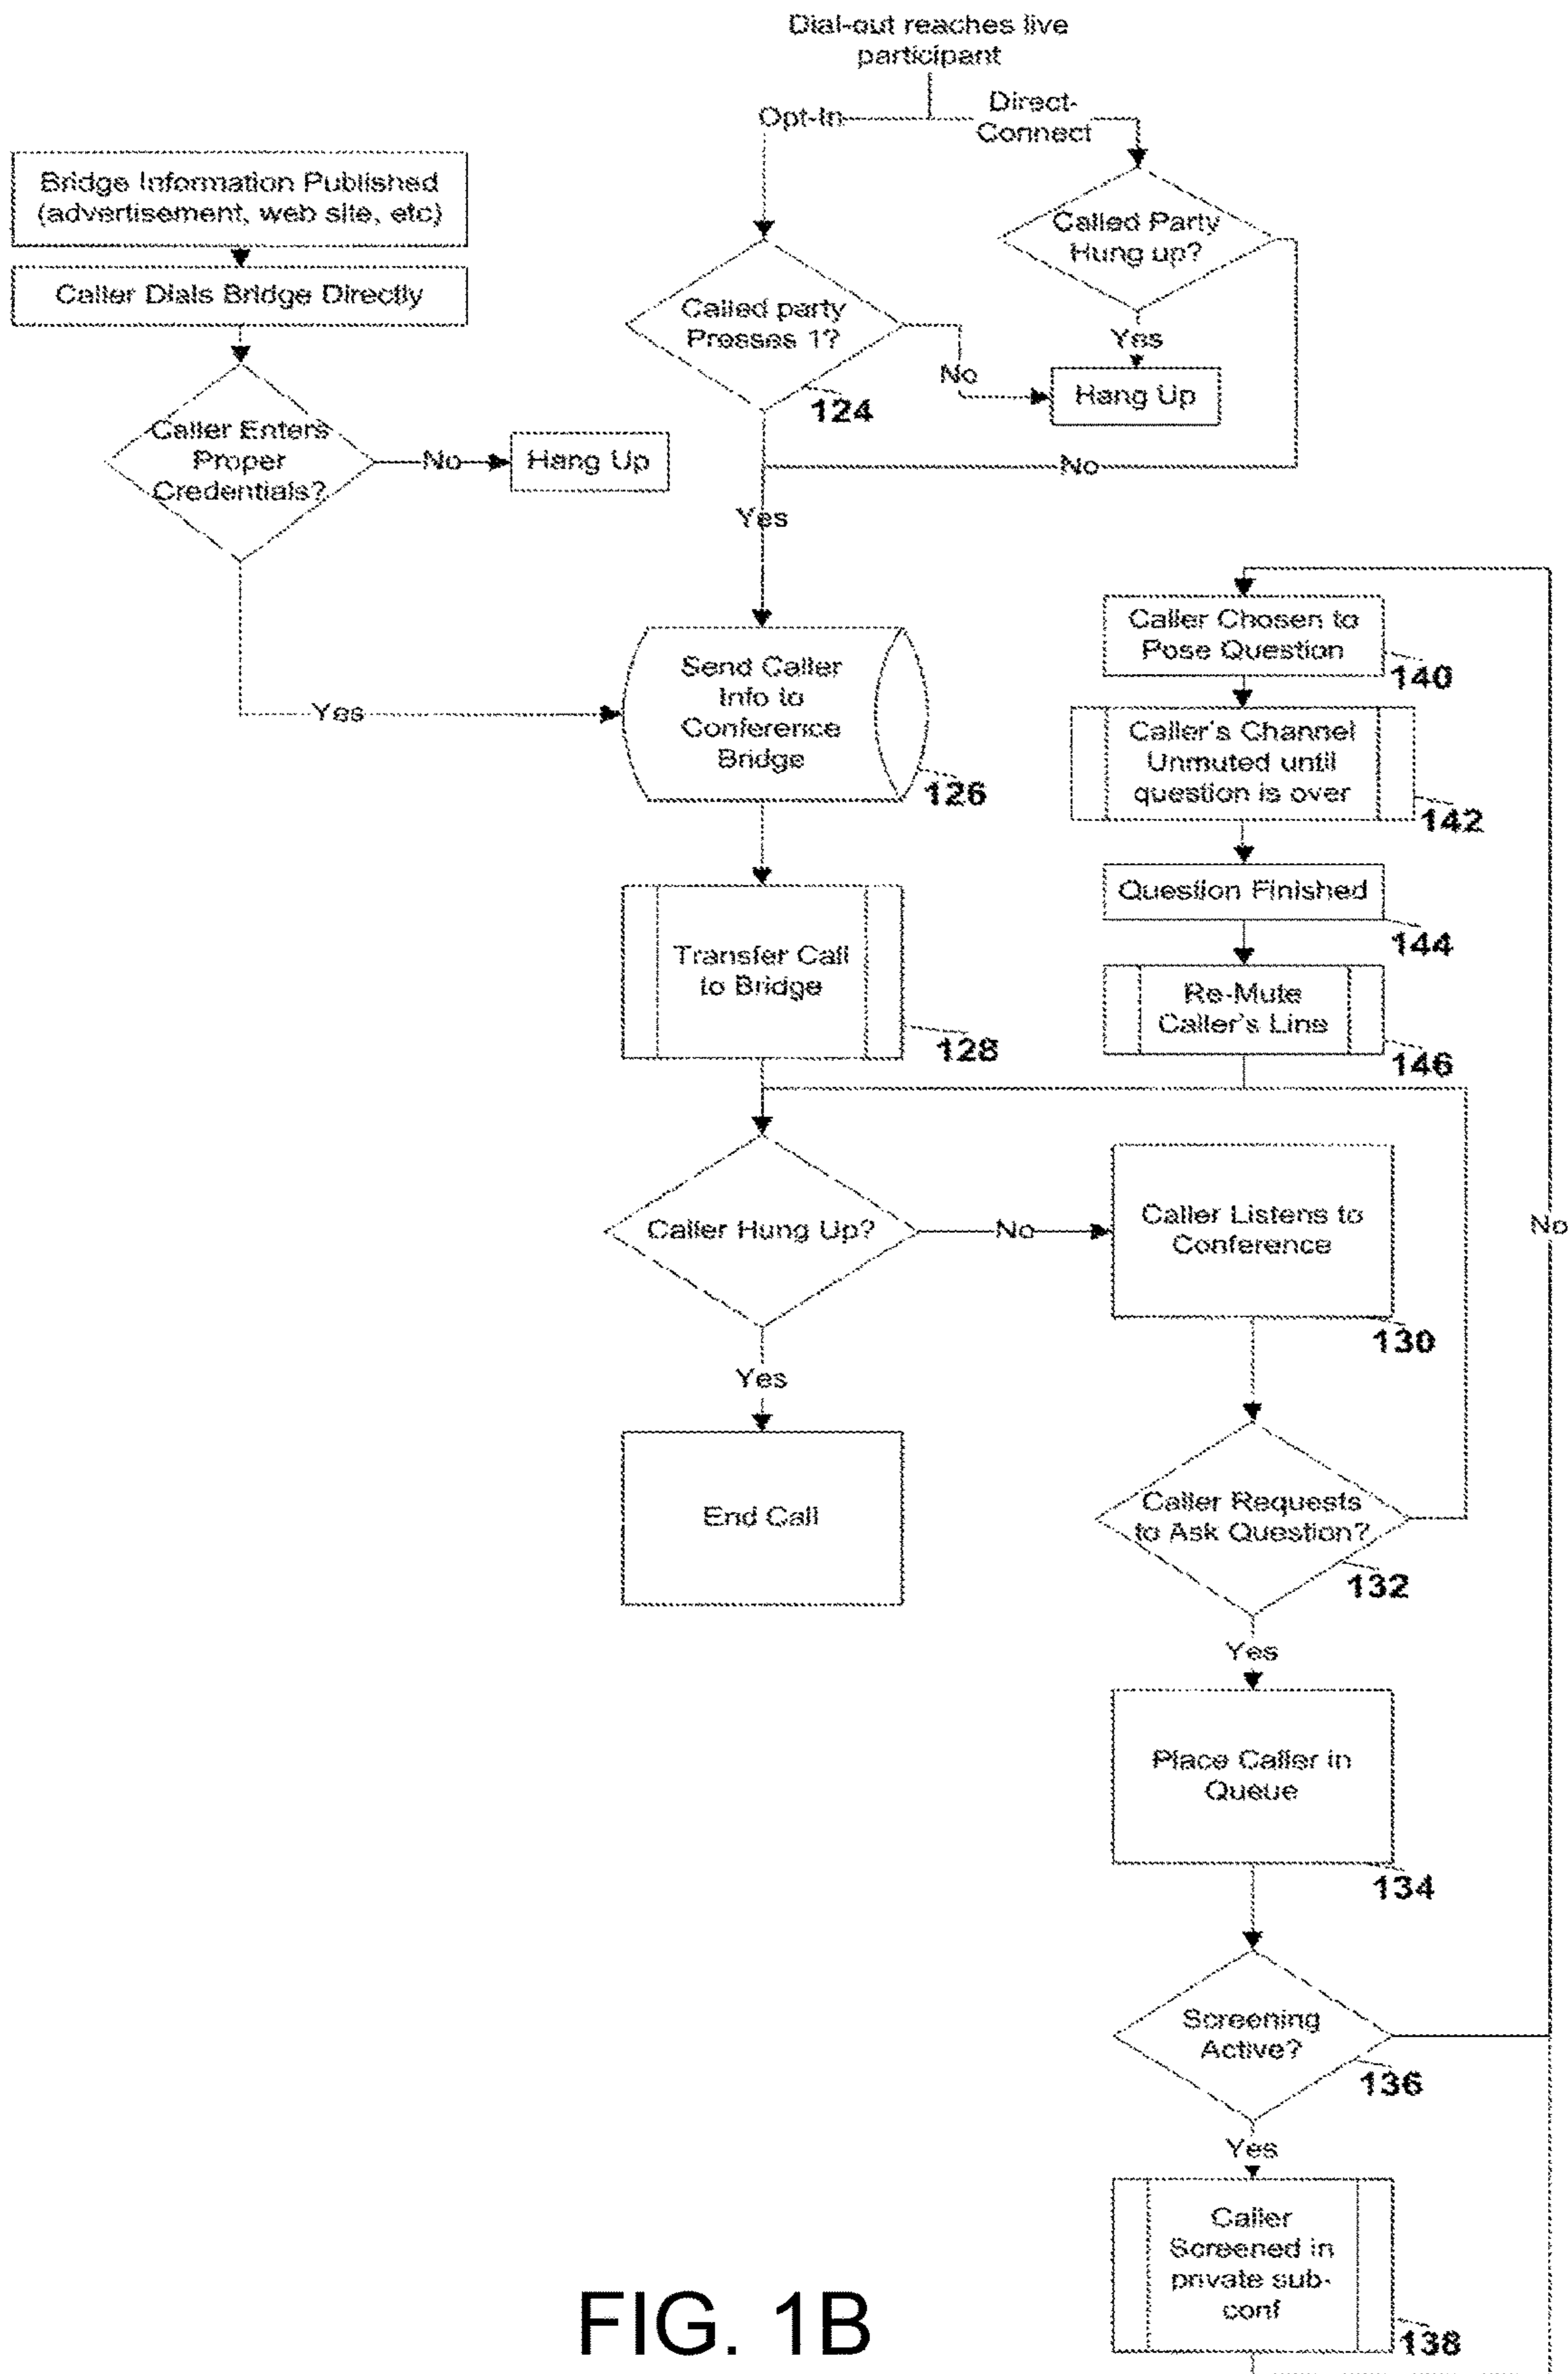 Dial-out reaches live
participant
Opt-In
Direct-
Connect
Bridge Information Published
(advertisement, web site, etc)
Caller Dials Bridge Directly
Caller Enters
Proper
Credentials?
No
Hang Up
Yes
Called party
Presses 1?
124
No
Called Party
Hung up?
Yes
Hang Up
No
Yes
Send Caller
Info to
Conference
Bridge
126
Transfer Call
to Bridge
128
Caller Chosen to
Pose Question
140
Caller's Channel
Unmuted until
question is over
142
Question Finished
144
Re-Mute
Caller's Line
146
Caller Hung Up?
No
Yes
End Call
Caller Listens to
Conference
130
No
Caller Requests
to Ask Question?
132
Yes
Place Caller in
Queue
134
Screening
Active?
136
Yes
Caller
Screened in
private sub-
conf
138
FIG. 1B